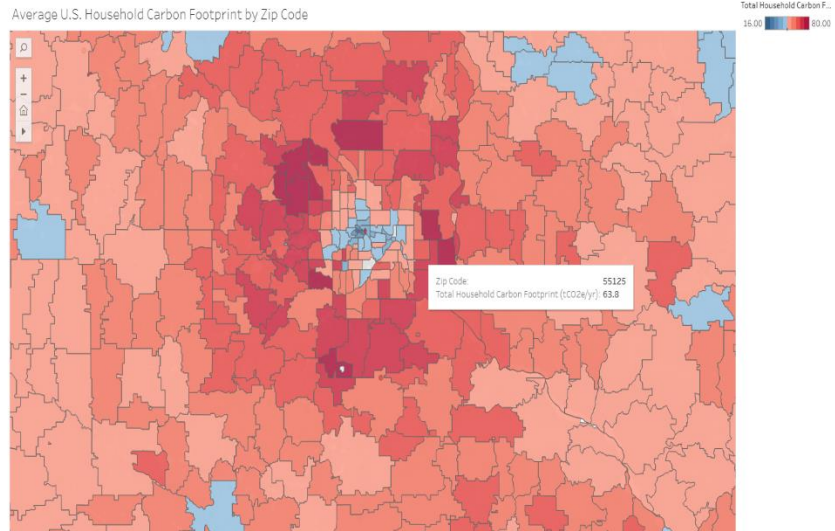 Average U.S. Household Carbon Footprint by Zip Code
Total Household Carbon F...
16.00 80.00
Zip Code: 55125
Total Household Carbon Footprint (tCO2e/yr): 63.8